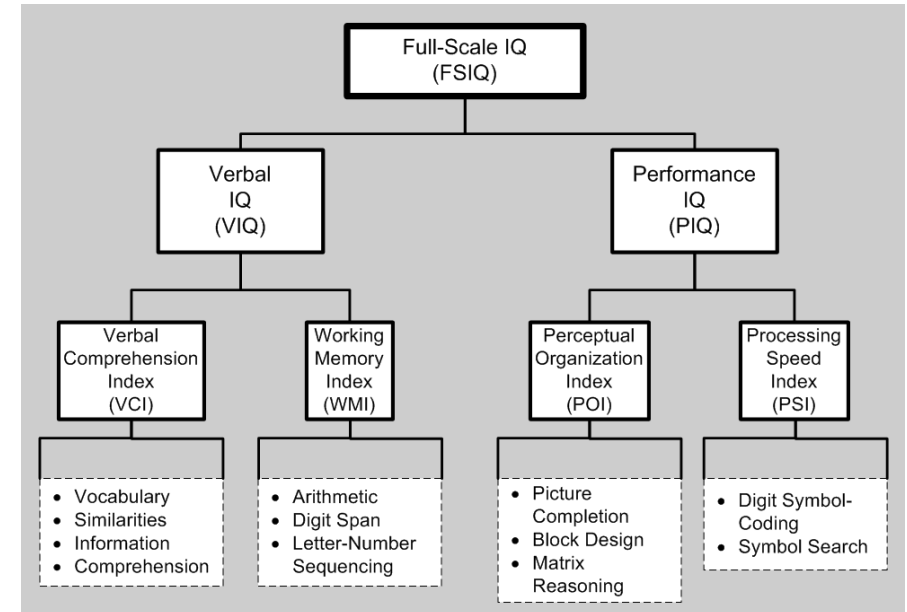 Full-Scale IQ
(FSIQ)
Verbal
IQ
(VIQ)
Performance
IQ
(PIQ)
Verbal
Comprehension
Index
(VCI)
Working
Memory
Index
(WMI)
Perceptual
Organization
Index
(POI)
Processing
Speed
Index
(PSI)
• Vocabulary
• Similarities
• Information
• Comprehension
• Arithmetic
• Digit Span
• Letter-Number
Sequencing
• Picture
Completion
• Block Design
• Matrix
Reasoning
• Digit Symbol-
Coding
• Symbol Search